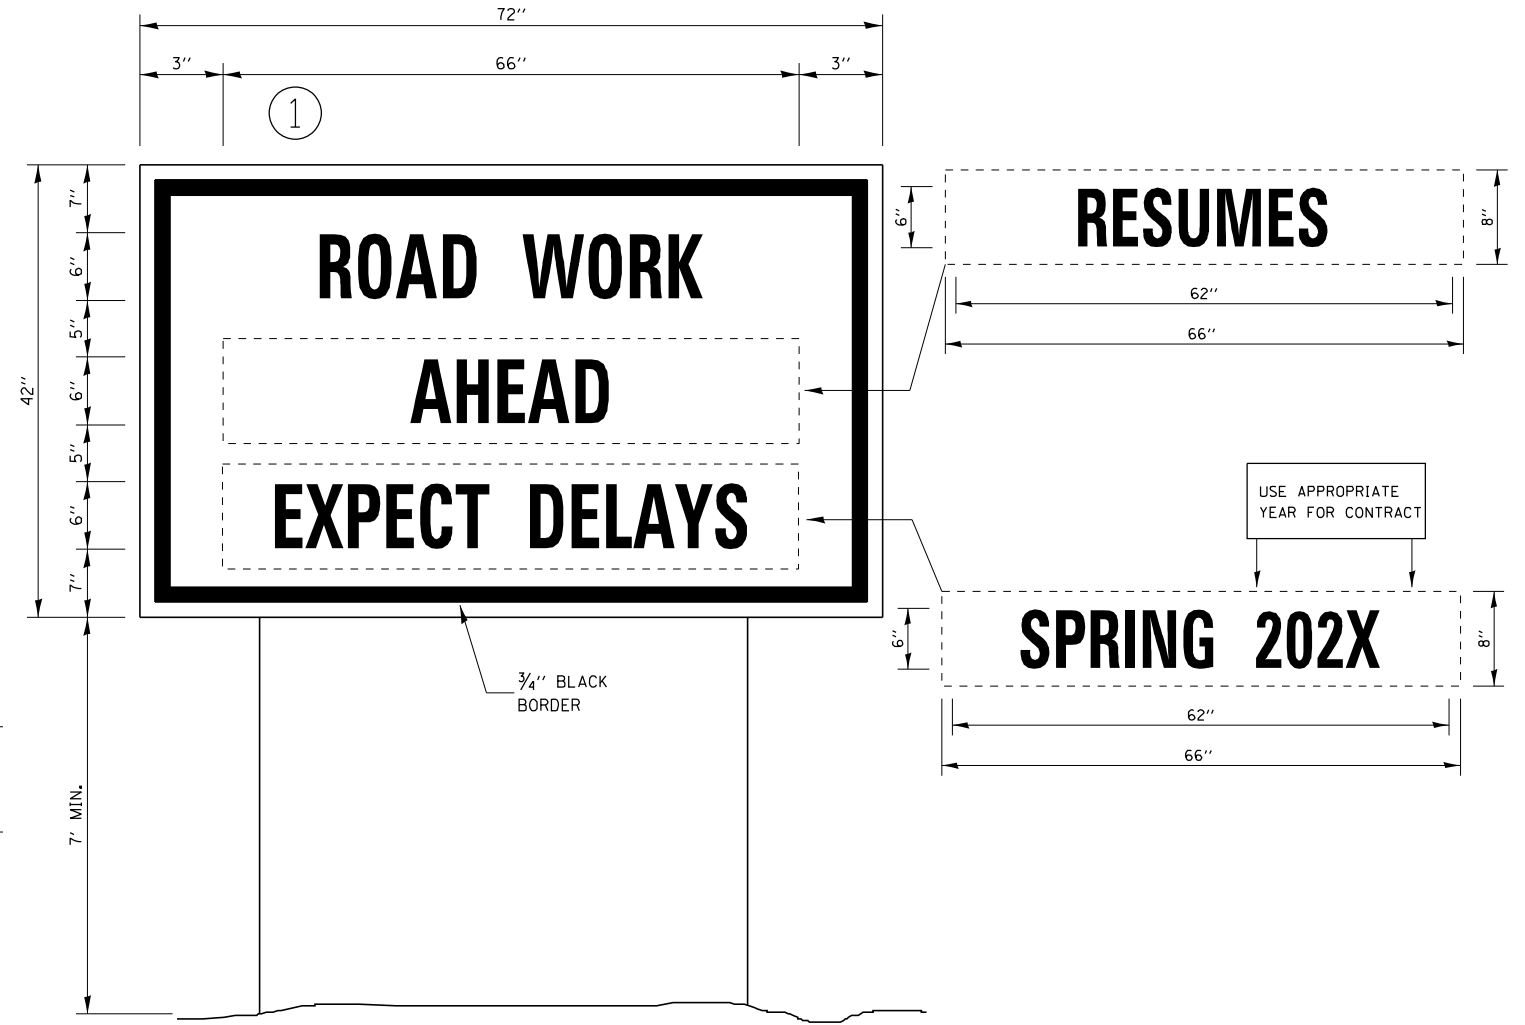 72''
3'' 66'' 3''
1
ROAD WORK
AHEAD
EXPECT DELAYS
42''
7''
6''
5''
6''
5''
6''
7''
7' MIN.
3/4'' BLACK
BORDER
6''
RESUMES
8''
62''
66''
USE APPROPRIATE
YEAR FOR CONTRACT
6''
SPRING 202X
8''
62''
66''